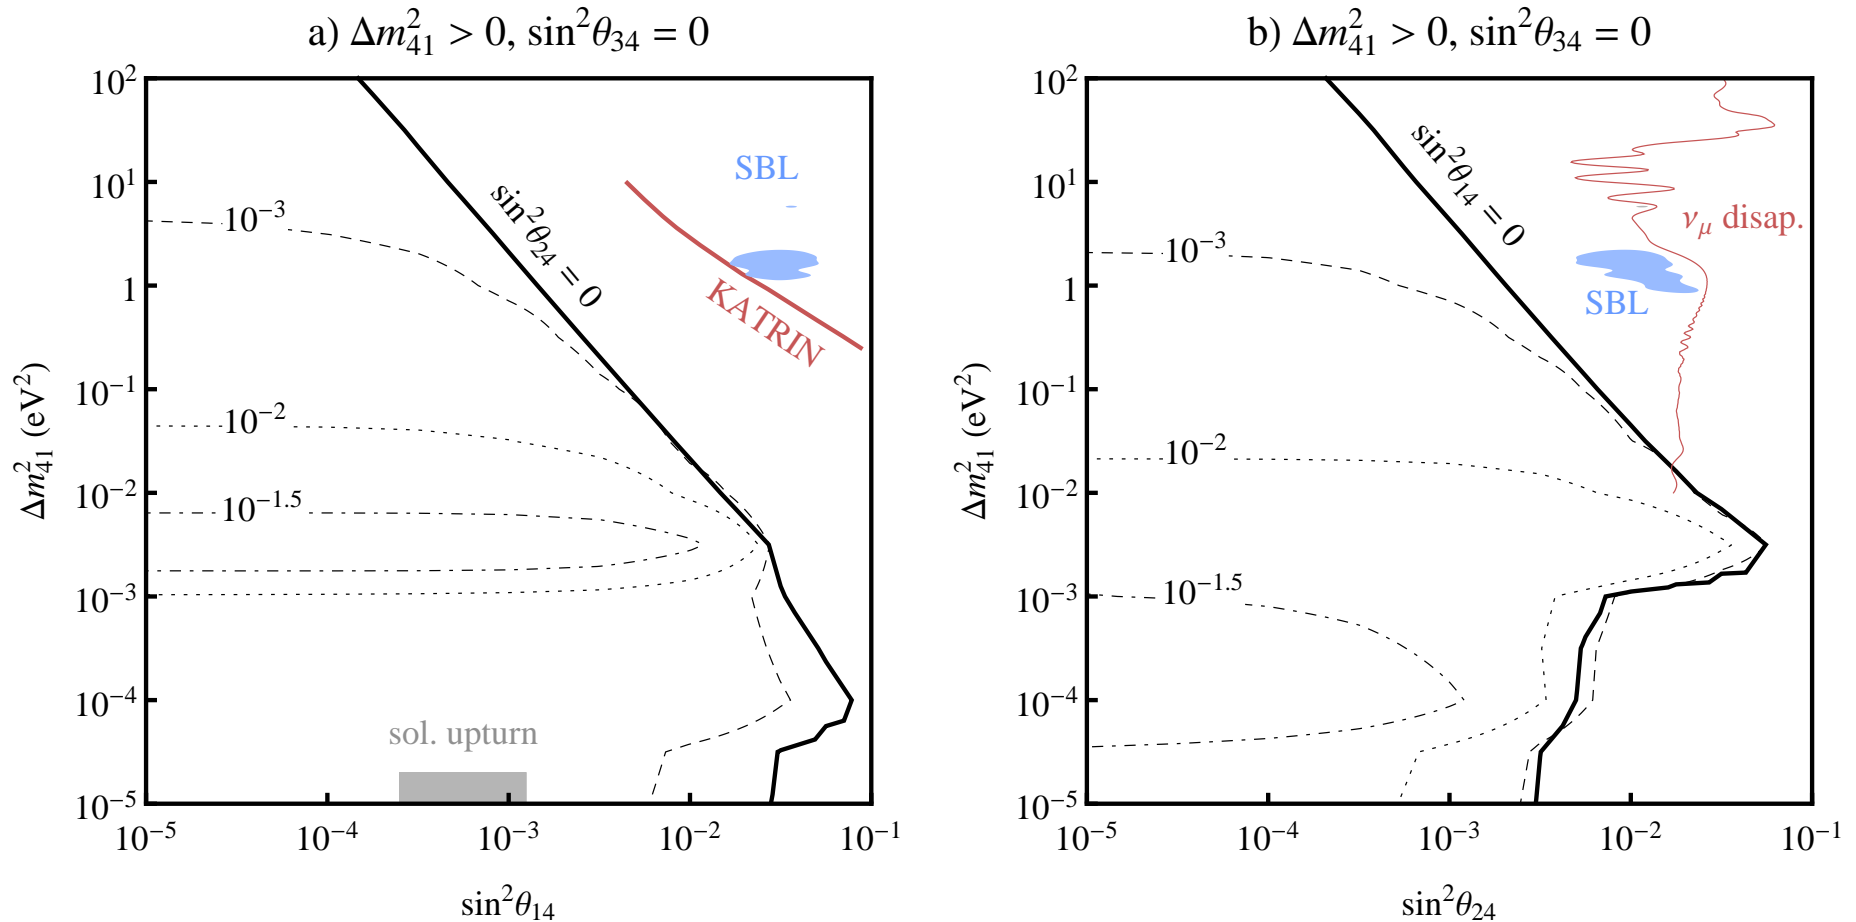 a) Δm²₄₁ > 0, sin²θ₃₄ = 0
10²
10¹
1
10⁻¹
10⁻²
10⁻³
10⁻⁴
10⁻⁵
Δm²₄₁ (eV²)
10⁻³
10⁻²
10⁻¹·⁵
sin²θ₂₄ = 0
SBL
KATRIN
sol. upturn
10⁻⁵ 10⁻⁴ 10⁻³ 10⁻² 10⁻¹
sin²θ₁₄
b) Δm²₄₁ > 0, sin²θ₃₄ = 0
10²
10¹
1
10⁻¹
10⁻²
10⁻³
10⁻⁴
10⁻⁵
Δm²₄₁ (eV²)
10⁻³
10⁻²
10⁻¹·⁵
sin²θ₁₄ = 0
ν_μ disap.
SBL
10⁻⁵ 10⁻⁴ 10⁻³ 10⁻² 10⁻¹
sin²θ₂₄